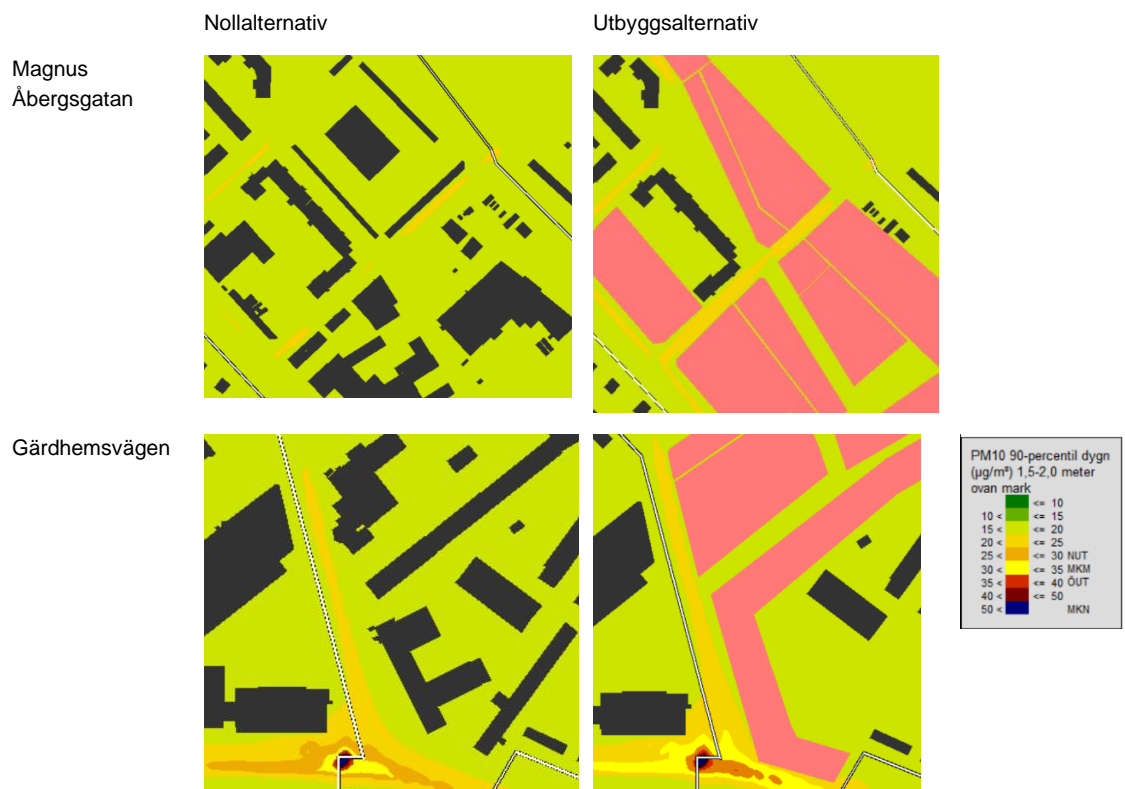 Nollalternativ
Utbyggsalternativ
Magnus
Åbergsgatan
Gärdhemsvägen
PM10 90-percentil dygn
(µg/m³) 1,5-2,0 meter
ovan mark
<= 10
10 < <= 15
15 < <= 20
20 < <= 25
25 < <= 30 NUT
30 < <= 35 MKM
35 < <= 40 ÖUT
40 < <= 50
50 < MKN